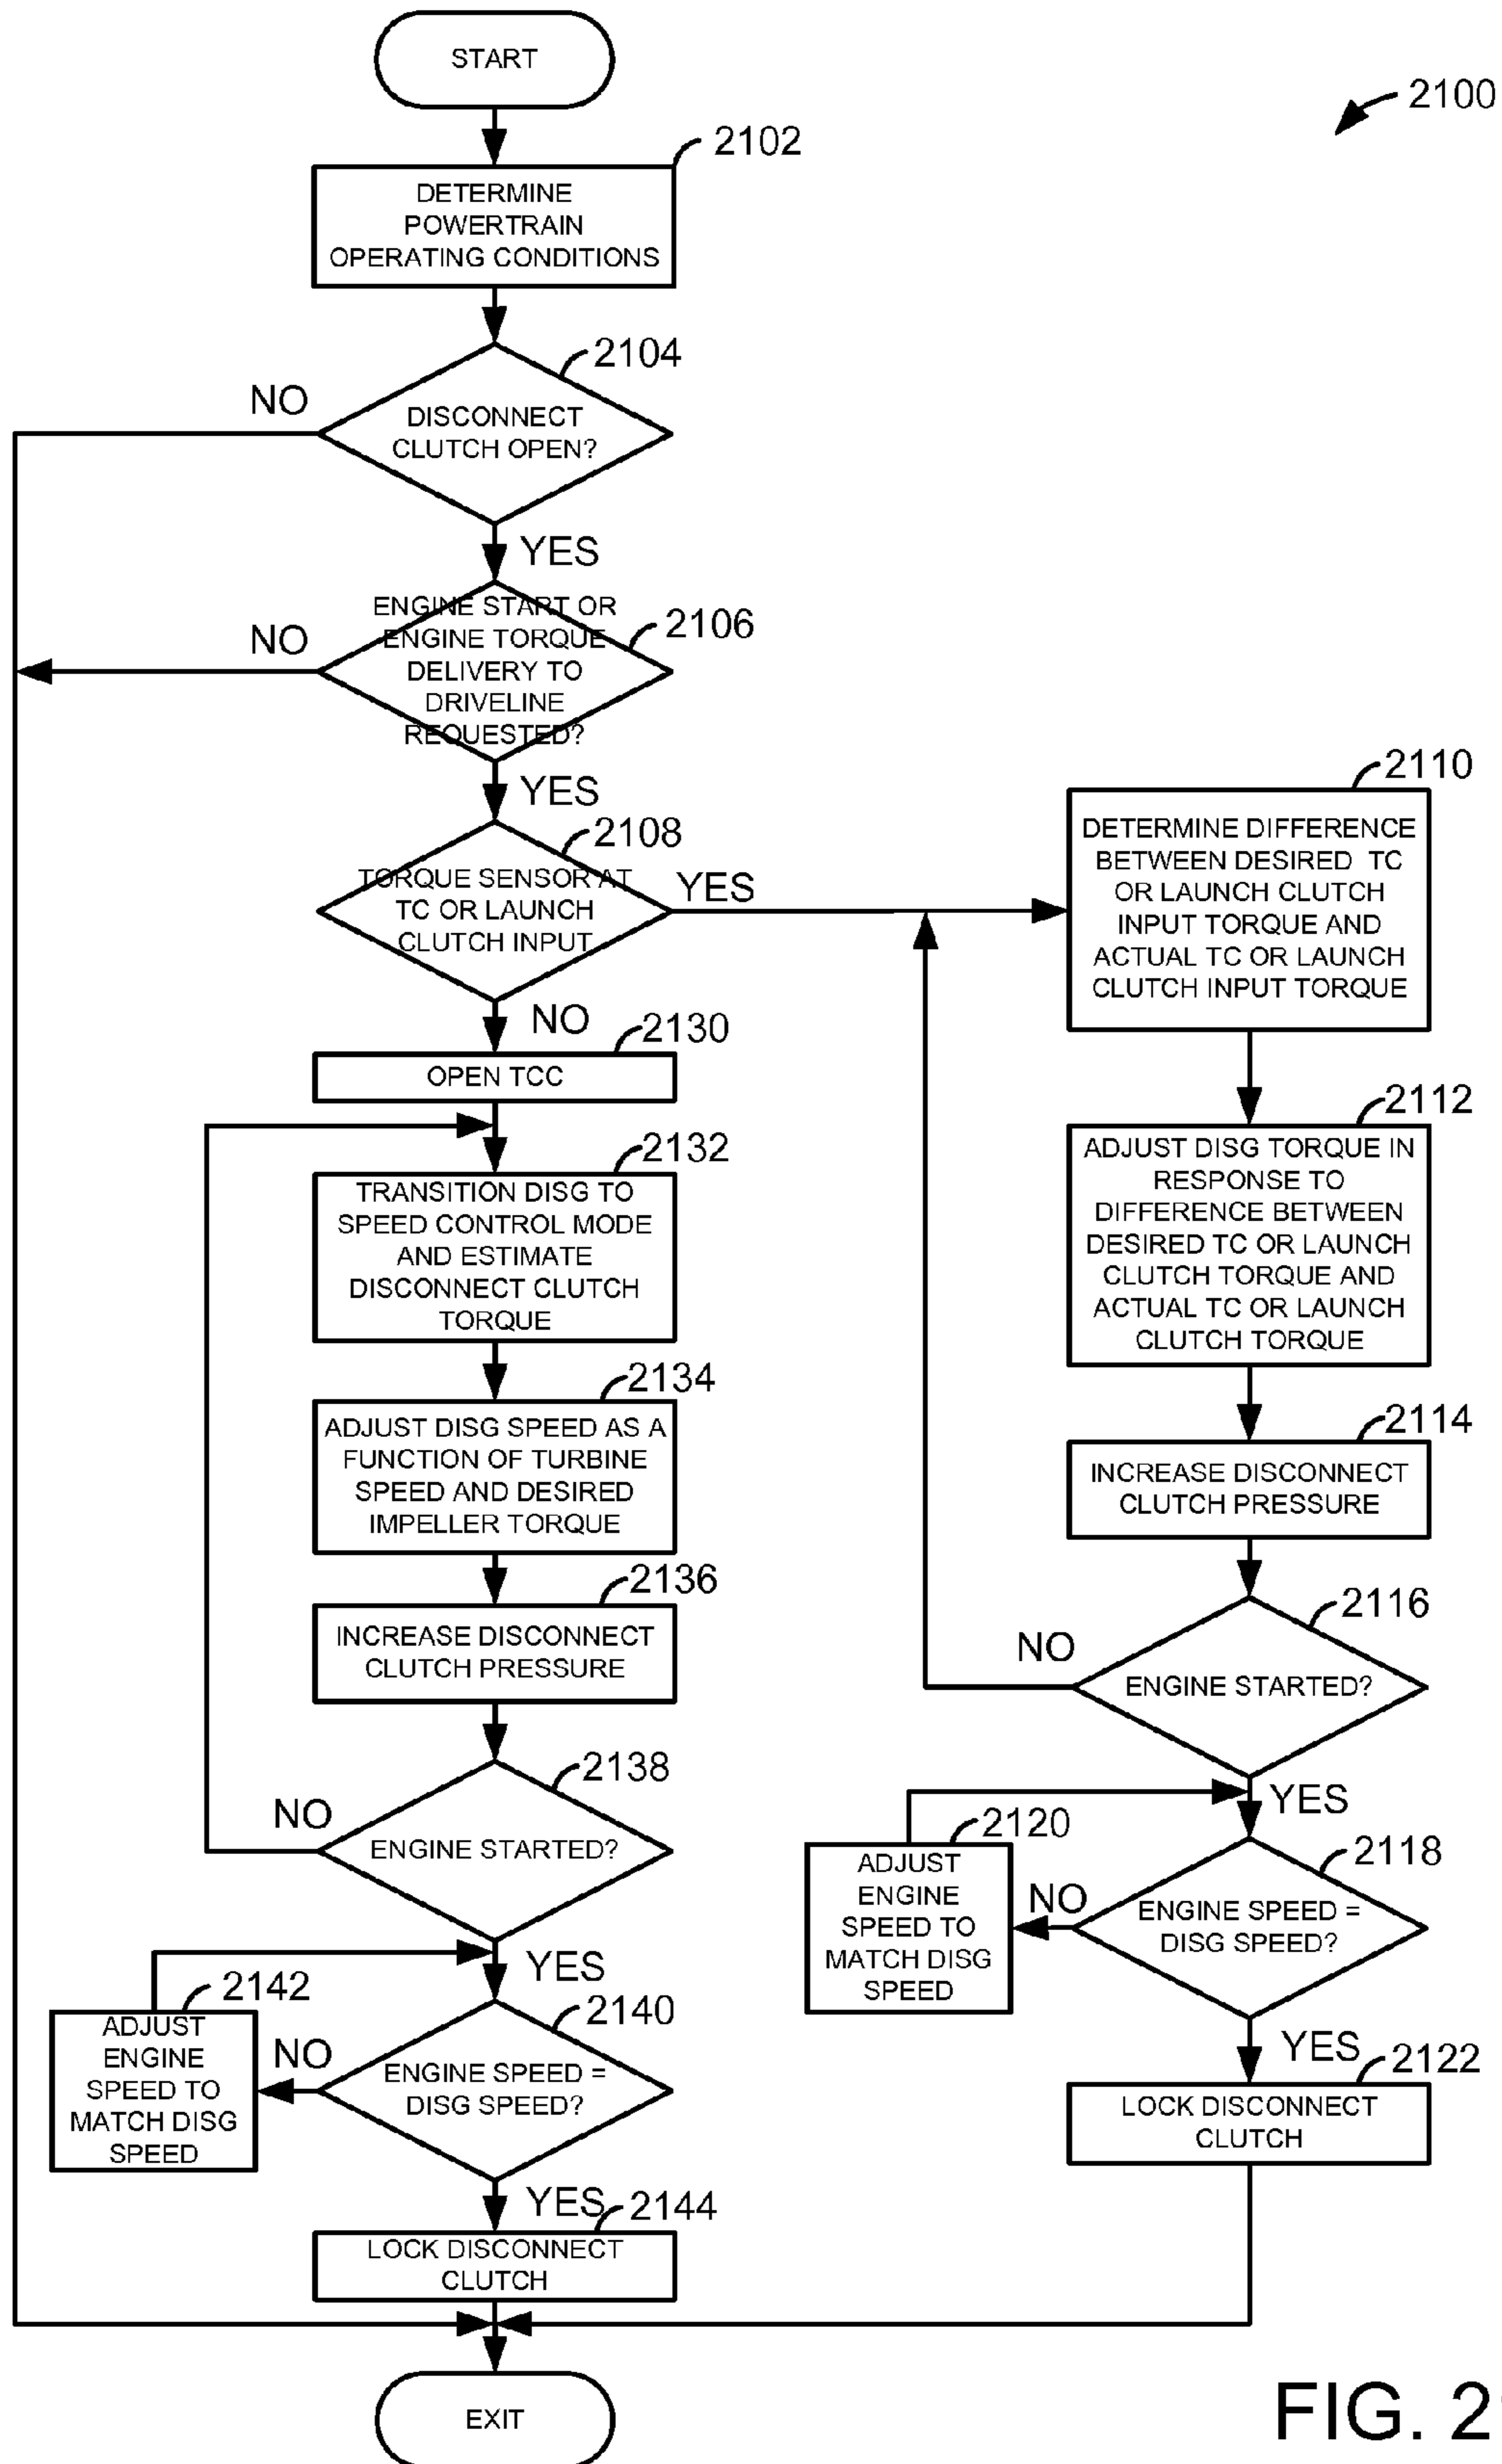 START
2100
2102
DETERMINE
POWERTRAIN
OPERATING CONDITIONS
2104
NO
DISCONNECT
CLUTCH OPEN?
YES
2106
NO
ENGINE START OR
ENGINE TORQUE
DELIVERY TO
DRIVELINE
REQUESTED?
YES
2108
TORQUE SENSOR AT
TC OR LAUNCH
CLUTCH INPUT
YES
NO
2110
DETERMINE DIFFERENCE
BETWEEN DESIRED TC
OR LAUNCH CLUTCH
INPUT TORQUE AND
ACTUAL TC OR LAUNCH
CLUTCH INPUT TORQUE
2112
ADJUST DISG TORQUE IN
RESPONSE TO
DIFFERENCE BETWEEN
DESIRED TC OR LAUNCH
CLUTCH TORQUE AND
ACTUAL TC OR LAUNCH
CLUTCH TORQUE
2114
INCREASE DISCONNECT
CLUTCH PRESSURE
2116
NO
ENGINE STARTED?
YES
2118
ENGINE SPEED =
DISG SPEED?
NO
2120
ADJUST
ENGINE
SPEED TO
MATCH DISG
SPEED
YES
2122
LOCK DISCONNECT
CLUTCH
2130
OPEN TCC
2132
TRANSITION DISG TO
SPEED CONTROL MODE
AND ESTIMATE
DISCONNECT CLUTCH
TORQUE
2134
ADJUST DISG SPEED AS A
FUNCTION OF TURBINE
SPEED AND DESIRED
IMPELLER TORQUE
2136
INCREASE DISCONNECT
CLUTCH PRESSURE
2138
NO
ENGINE STARTED?
YES
2140
ENGINE SPEED =
DISG SPEED?
NO
2142
ADJUST
ENGINE
SPEED TO
MATCH DISG
SPEED
YES
2144
LOCK DISCONNECT
CLUTCH
EXIT
FIG. 2